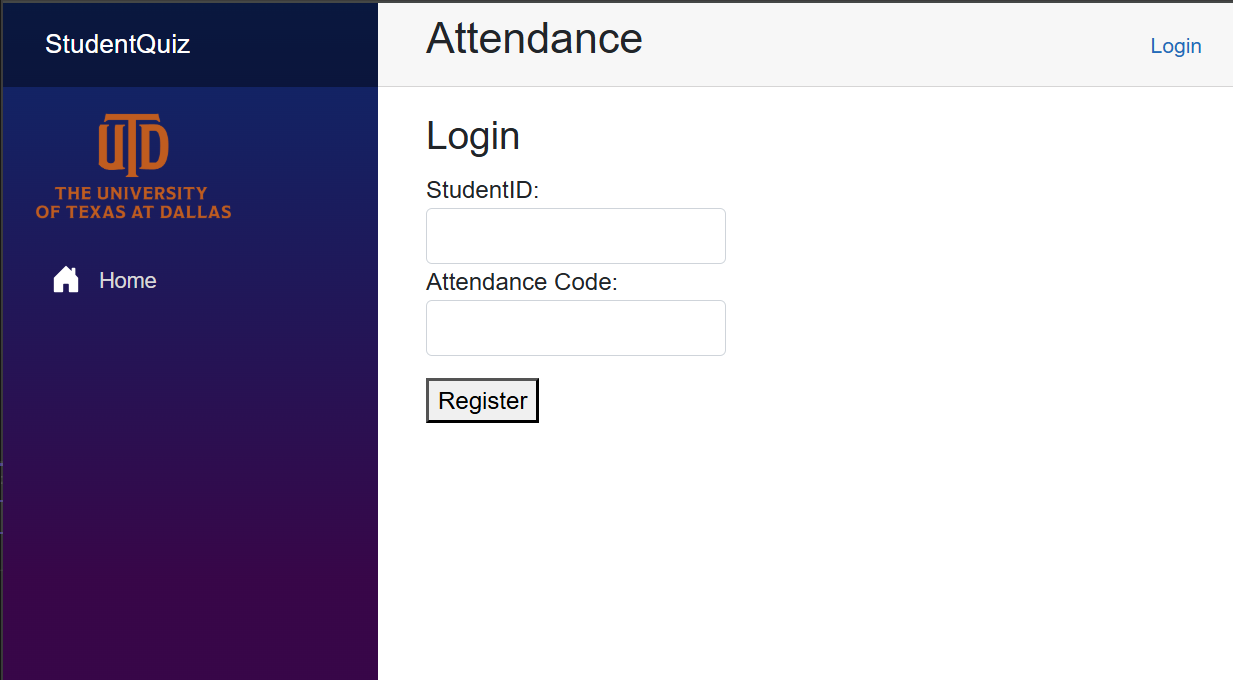 StudentQuiz
Attendance
Login
UTD
THE UNIVERSITY
OF TEXAS AT DALLAS
Home
Login
StudentID:
Attendance Code:
Register